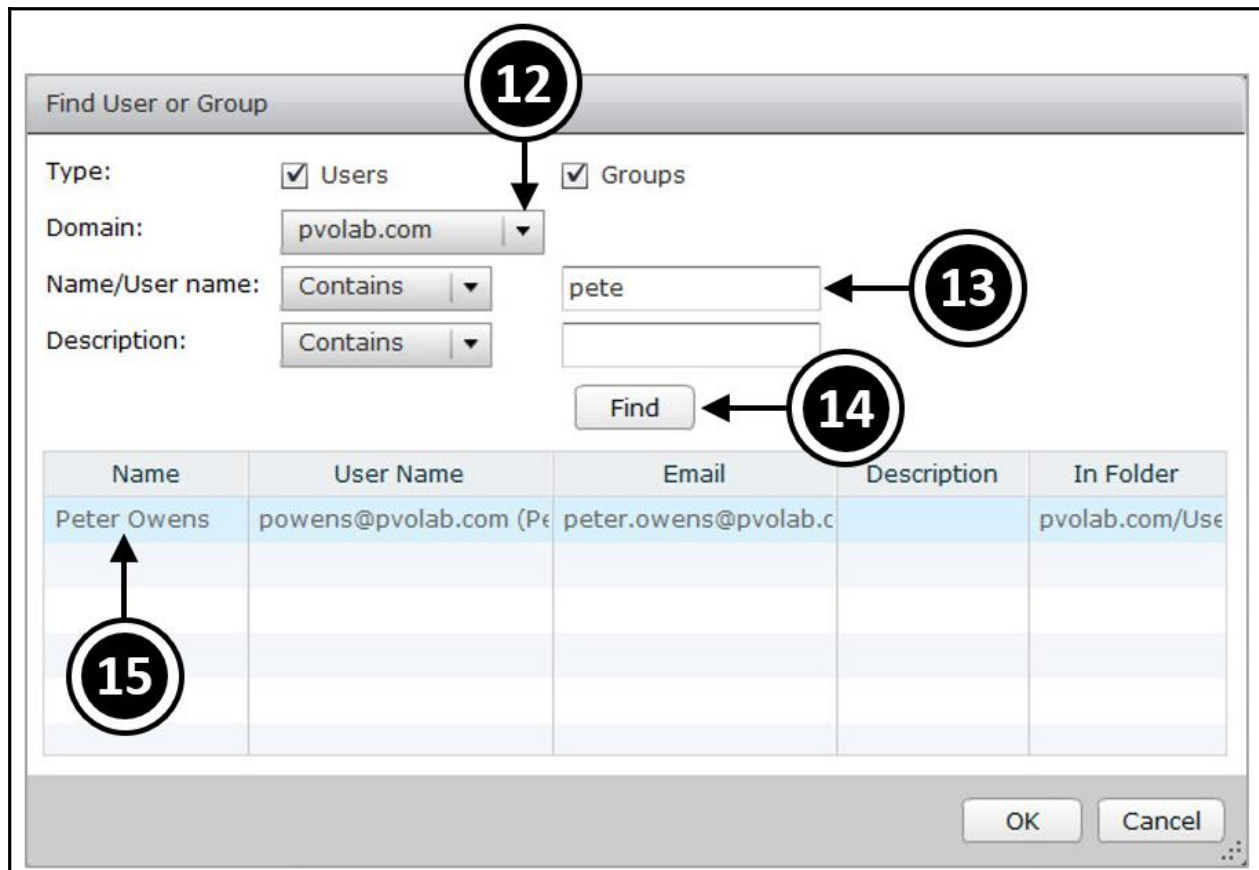 12
Find User or Group
Type: Users Groups
Domain: pvolab.com
Name/User name: Contains pete 13
Description: Contains
Find 14
Name User Name Email Description In Folder
Peter Owens powens@pvolab.com (Pe peter.owens@pvolab.c pvolab.com/Use
15
OK Cancel